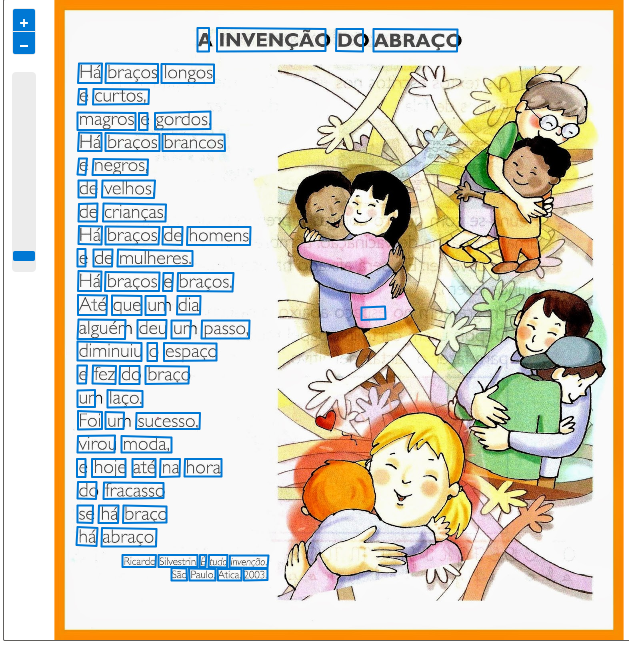 A INVENÇÃO DO ABRAÇO
Há braços longos
e curtos,
magros e gordos.
Há braços brancos
e negros,
de velhos
de crianças
Há braços de homens
e de mulheres.
Há braços e braços.
Até que um dia
alguém deu um passo,
diminuiu o espaço
e fez do braço
um laço.
Foi um sucesso.
virou moda,
e hoje até na hora
do fracasso
se há braço
há abraço
Ricardo Silvestrin É tudo invenção.
São Paulo, Ática, 2003